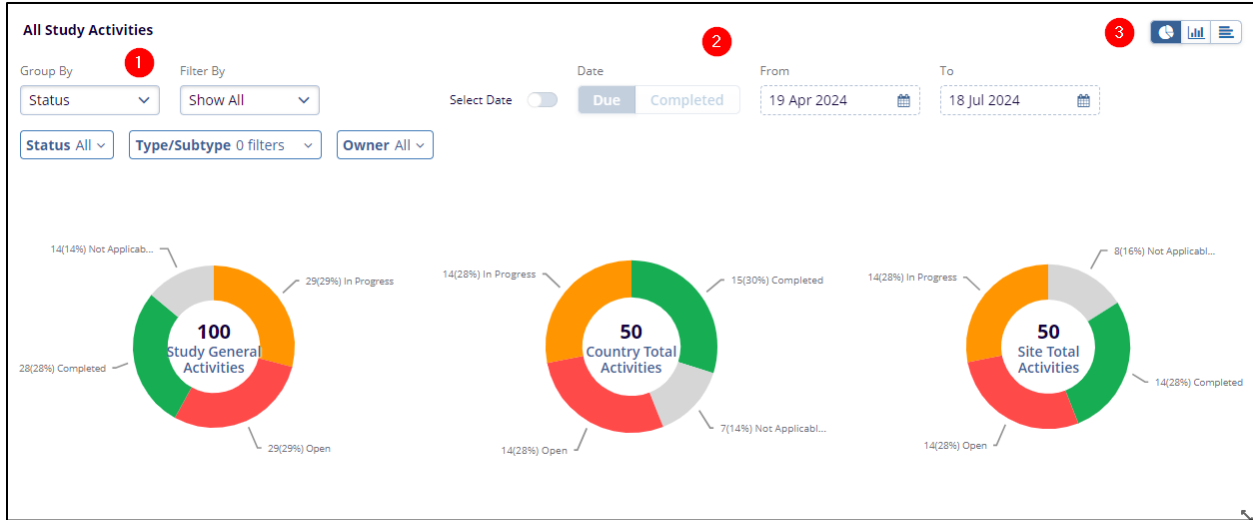 All Study Activities
3
1
2
Group By
Filter By
Date
From
To
Status
Show All
Select Date
Due
Completed
19 Apr 2024
18 Jul 2024
Status All
Type/Subtype 0 filters
Owner All
14(14%) Not Applicab...
29(29%) In Progress
100
Study General
Activities
28(28%) Completed
29(29%) Open
14(28%) In Progress
15(30%) Completed
50
Country Total
Activities
7(14%) Not Applicabl...
14(28%) Open
8(16%) Not Applicabl...
14(28%) In Progress
50
Site Total
Activities
14(28%) Completed
14(28%) Open